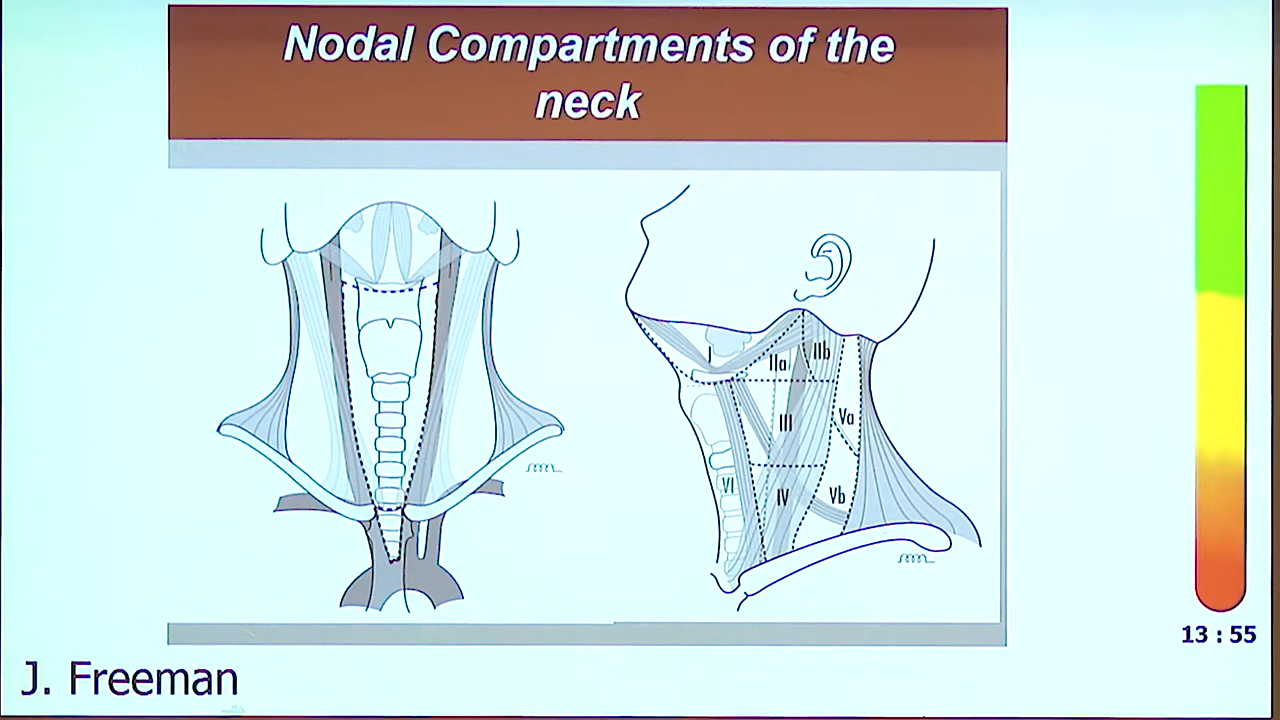 Nodal Compartments of the
neck
I
IIa
IIb
III
Va
VI
IV
Vb
13 : 55
J. Freeman